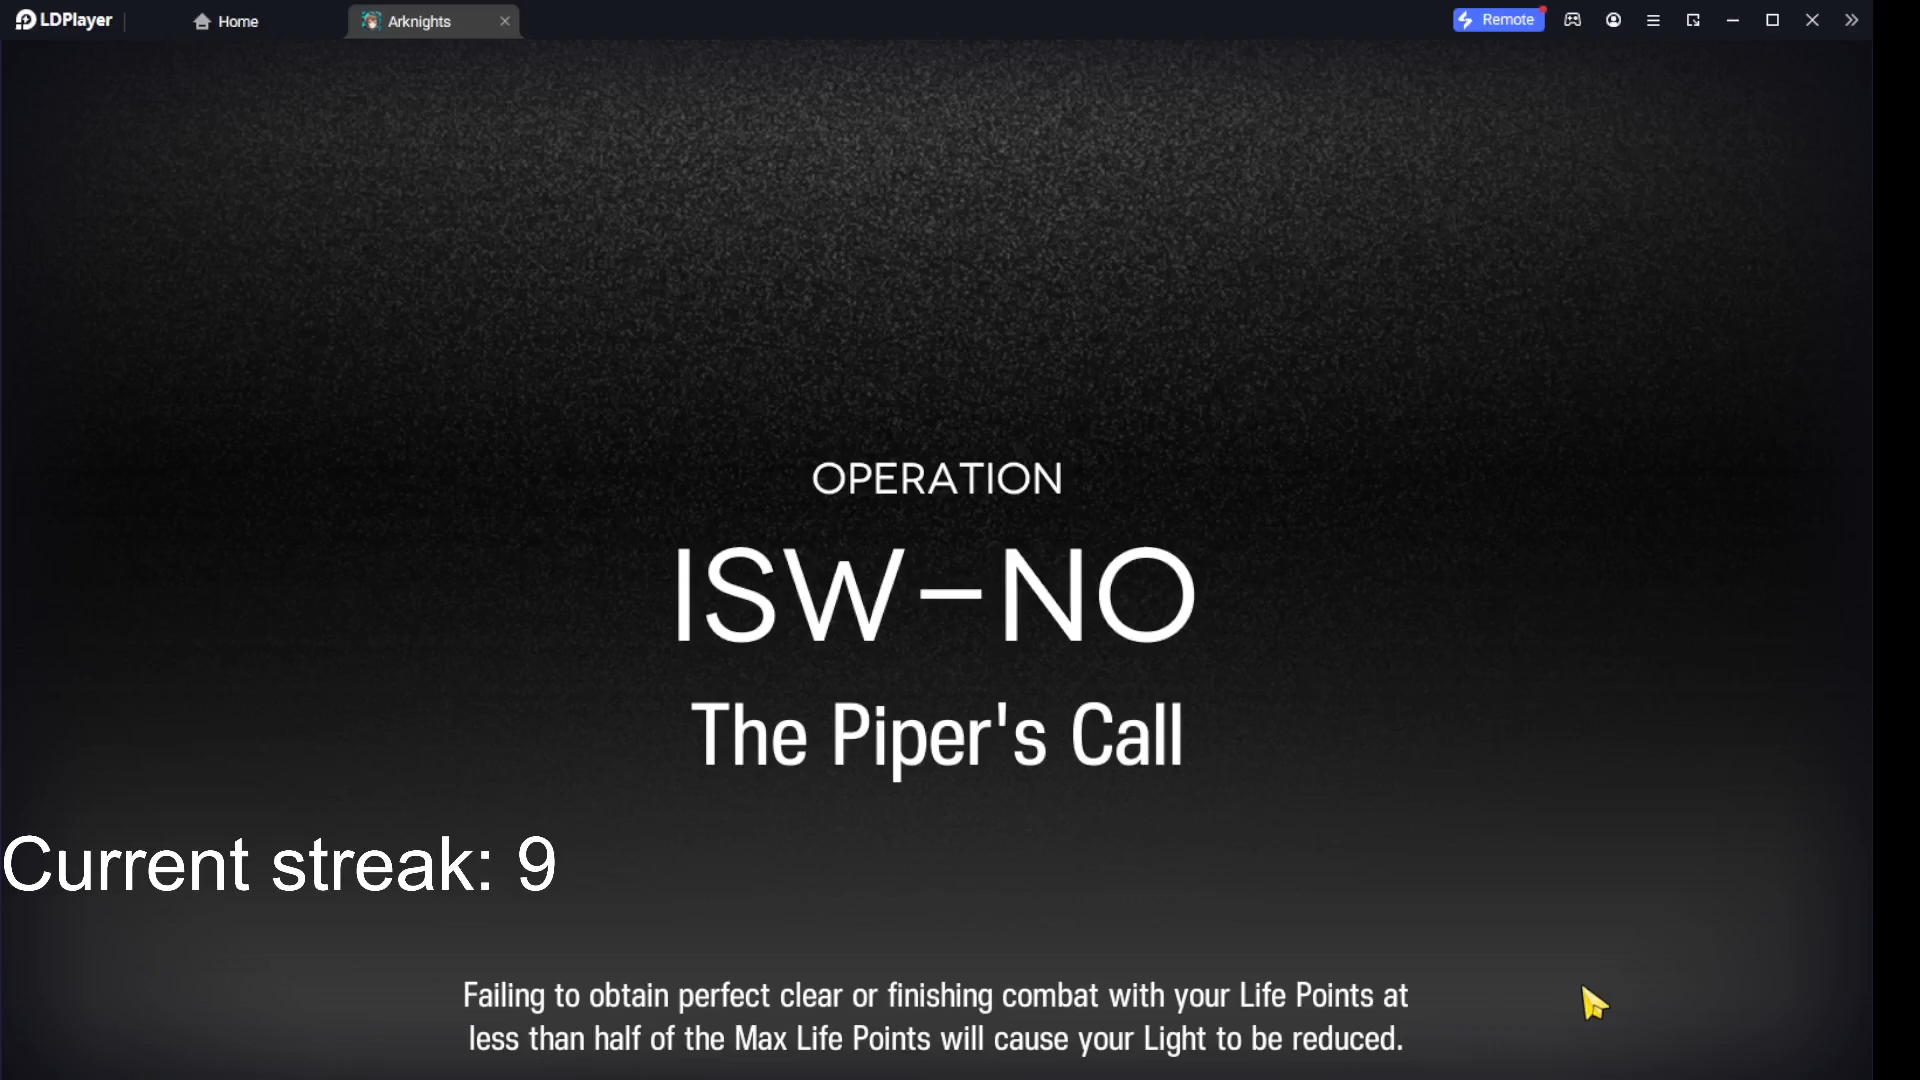 LDPlayer
Home
Arknights
Remote
OPERATION
ISW-NO
The Piper's Call
Current streak: 9
Failing to obtain perfect clear or finishing combat with your Life Points at
less than half of the Max Life Points will cause your Light to be reduced.